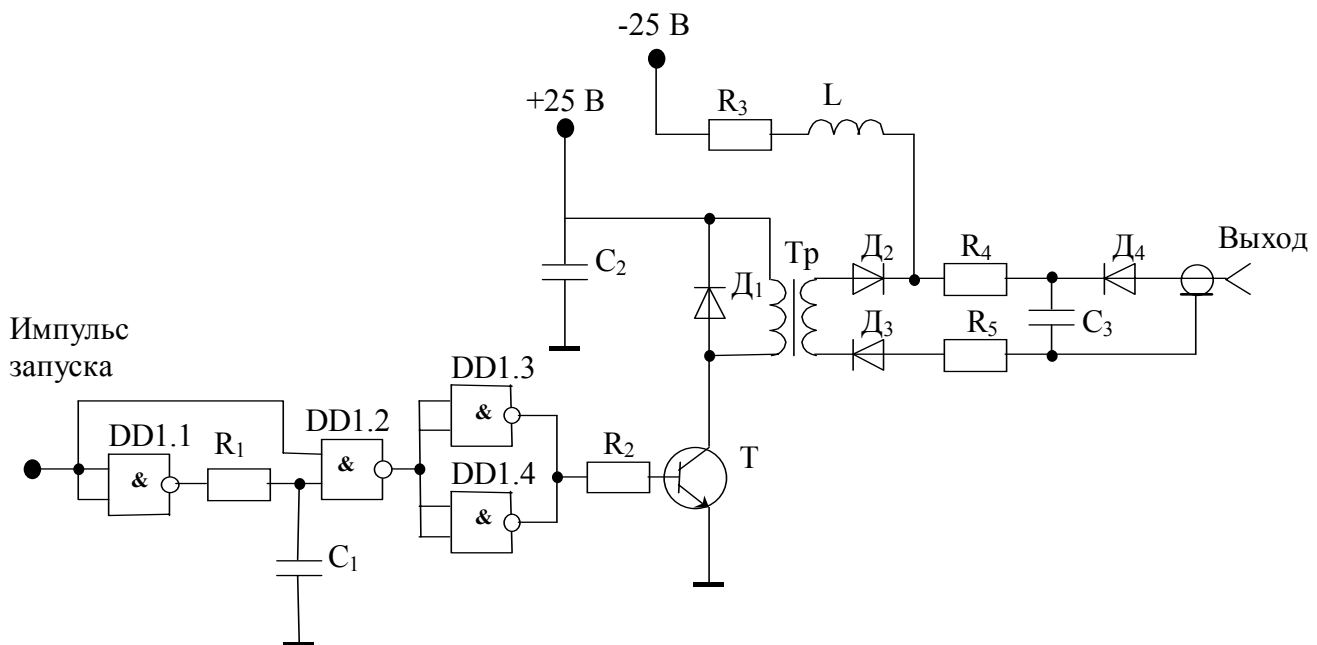 -25 В
+25 В
R3
L
C2
Д1
Тр
Д2
R4
Д4
Выход
Д3
R5
C3
Импульс
запуска
DD1.3
&
DD1.2
&
DD1.1
&
R1
DD1.4
&
R2
T
C1